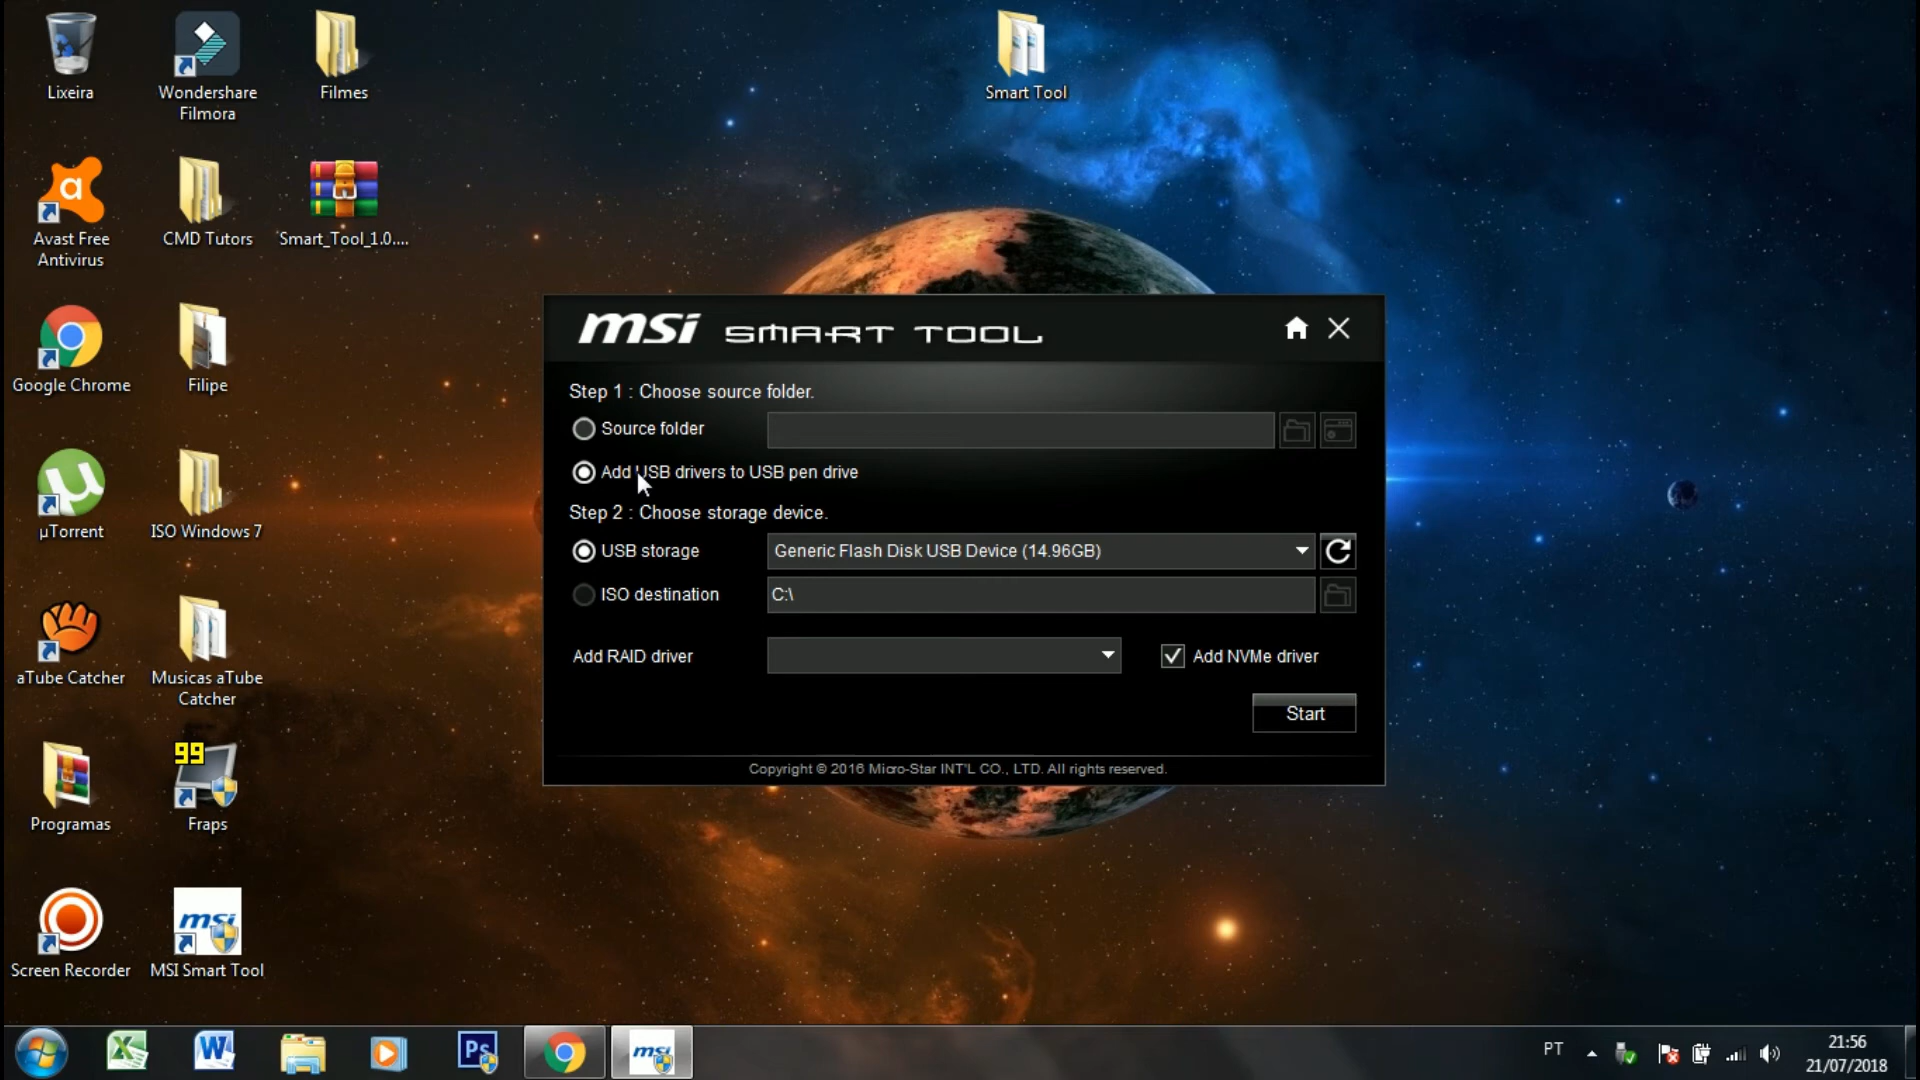 Lixeira
Wondershare
Filmora
Filmes
Smart Tool
Avast Free
Antivirus
CMD Tutors
Smart_Tool_1.0....
Google Chrome
Filipe
µTorrent
ISO Windows 7
aTube Catcher
Musicas aTube
Catcher
Programas
99
Fraps
Screen Recorder
msi
MSI Smart Tool
msi SMART TOOL
Step 1 : Choose source folder.
Source folder
Add USB drivers to USB pen drive
Step 2 : Choose storage device.
USB storage
Generic Flash Disk USB Device (14.96GB)
ISO destination
C:\
Add RAID driver
Add NVMe driver
Start
Copyright © 2016 Micro-Star INT'L CO., LTD. All rights reserved.
Ps
msi
PT
21:56
21/07/2018